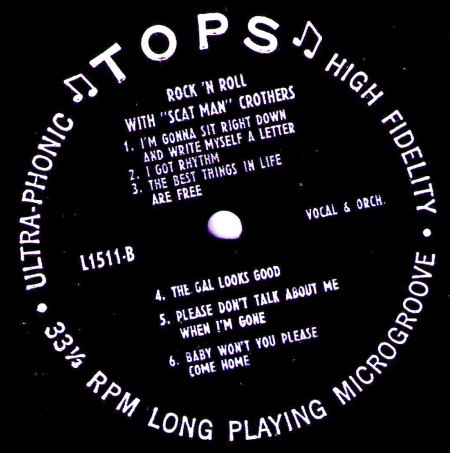 ♫ TOPS ♫
ULTRA-PHONIC
HIGH FIDELITY
ROCK 'N ROLL
WITH "SCAT MAN" CROTHERS
1. I'M GONNA SIT RIGHT DOWN
AND WRITE MYSELF A LETTER
2. I GOT RHYTHM
3. THE BEST THINGS IN LIFE
ARE FREE
VOCAL & ORCH.
L1511-B
4. THE GAL LOOKS GOOD
5. PLEASE DON'T TALK ABOUT ME
WHEN I'M GONE
6. BABY WON'T YOU PLEASE
COME HOME
• 33⅓ RPM LONG PLAYING MICROGROOVE •